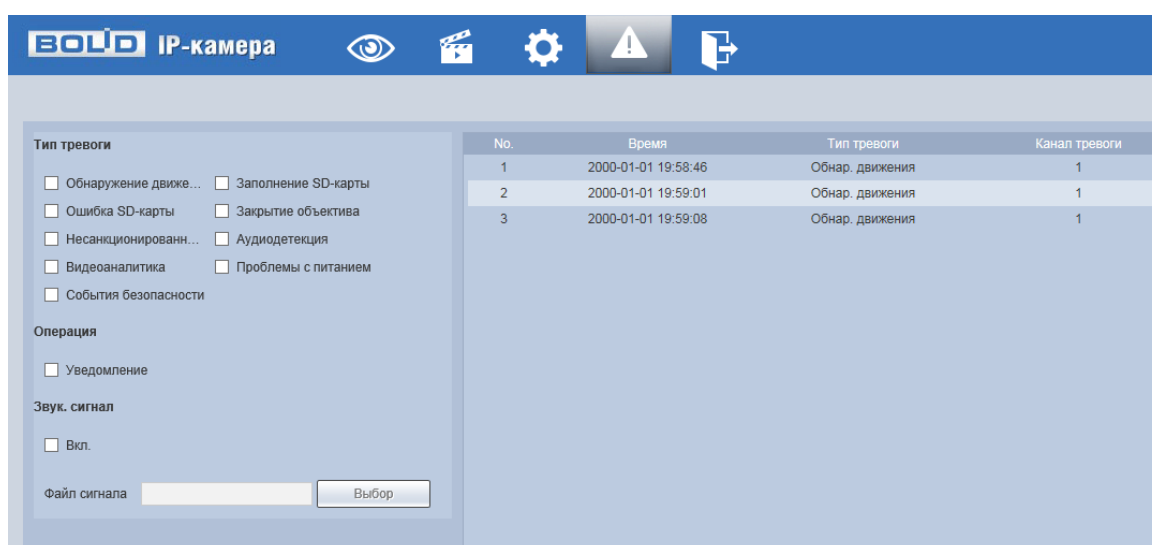 BOLID IP-камера
Тип тревоги
Обнаружение движе... Заполнение SD-карты
Ошибка SD-карты Закрытие объектива
Несанкционированн... Аудиодетекция
Видеоаналитика Проблемы с питанием
События безопасности
Операция
Уведомление
Звук. сигнал
Вкл.
Файл сигнала Выбор
No. Время Тип тревоги Канал тревоги
1 2000-01-01 19:58:46 Обнар. движения 1
2 2000-01-01 19:59:01 Обнар. движения 1
3 2000-01-01 19:59:08 Обнар. движения 1